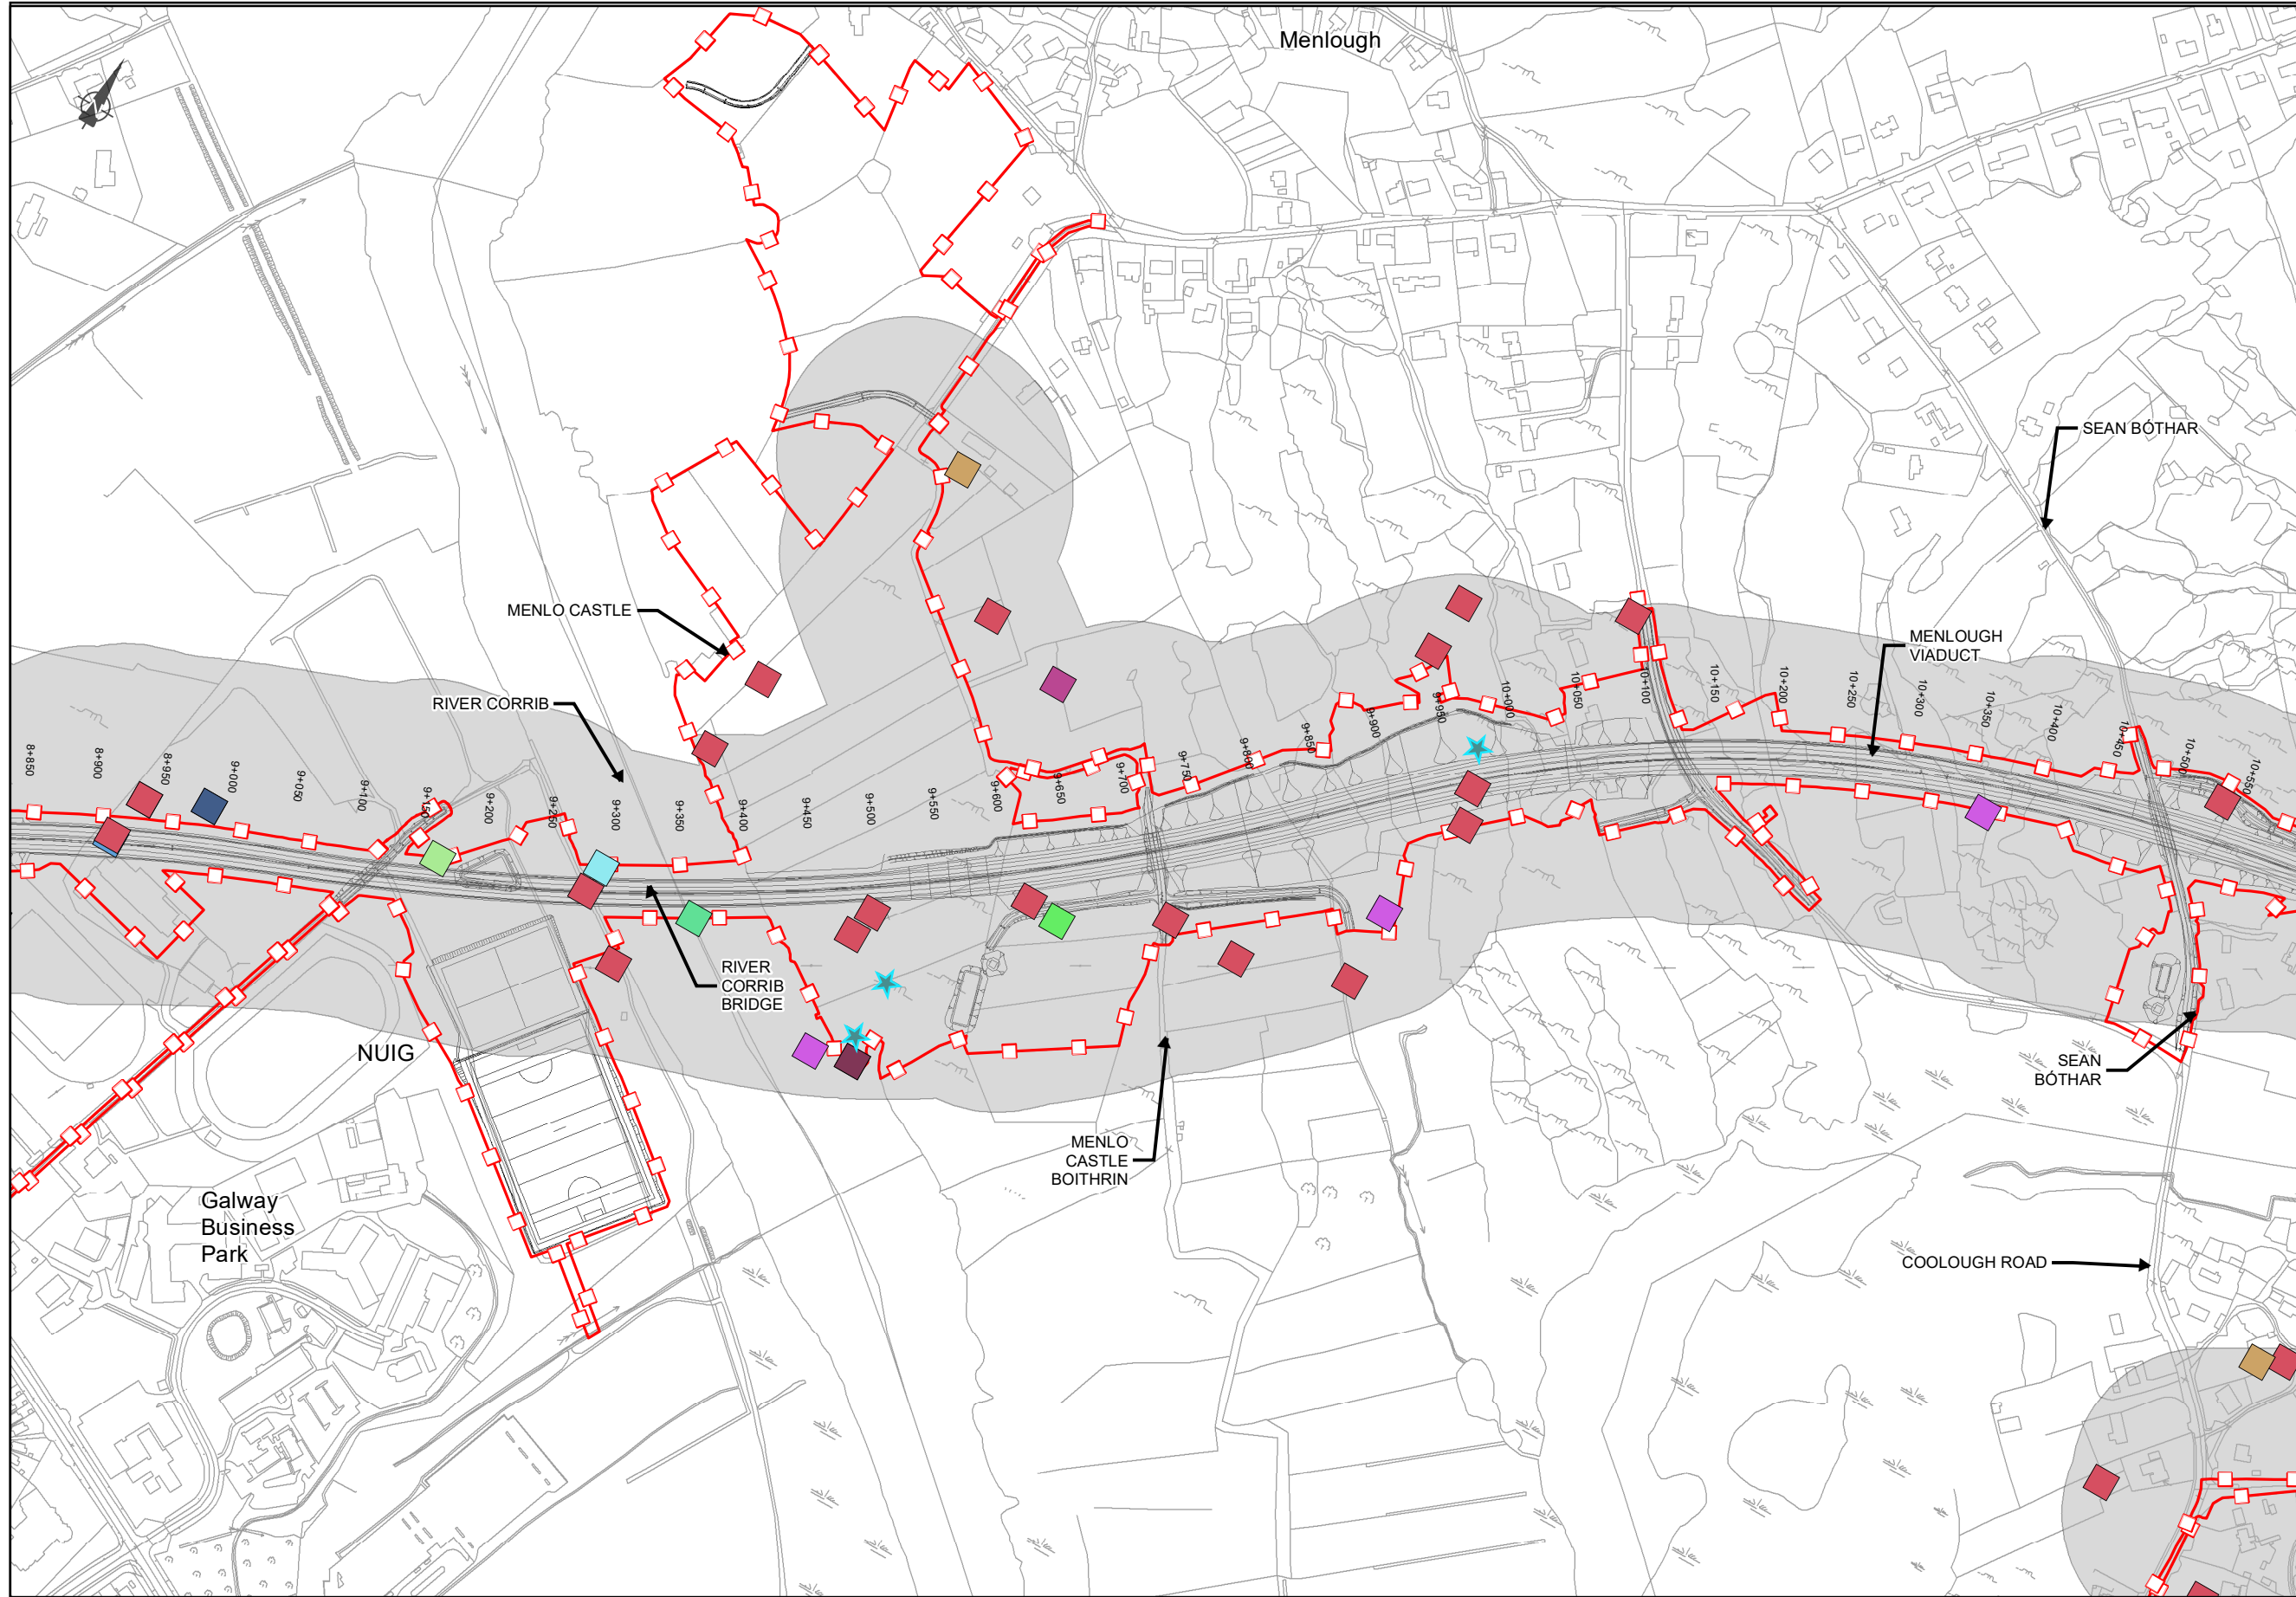 Menlough
SEAN BÓTHAR
MENLO CASTLE
MENLOUGH
VIADUCT
RIVER CORRIB
8+850
8+900
8+950
9+000
9+050
9+100
9+150
9+200
9+250
9+300
9+350
9+400
9+450
9+500
9+550
9+600
9+650
9+700
9+750
9+800
9+850
9+900
9+950
10+000
10+050
10+100
10+150
10+200
10+250
10+300
10+350
10+400
10+450
10+500
10+550
RIVER
CORRIB
BRIDGE
NUIG
SEAN
BÓTHAR
MENLO
CASTLE
BOITHRIN
Galway
Business
Park
COOLOUGH ROAD